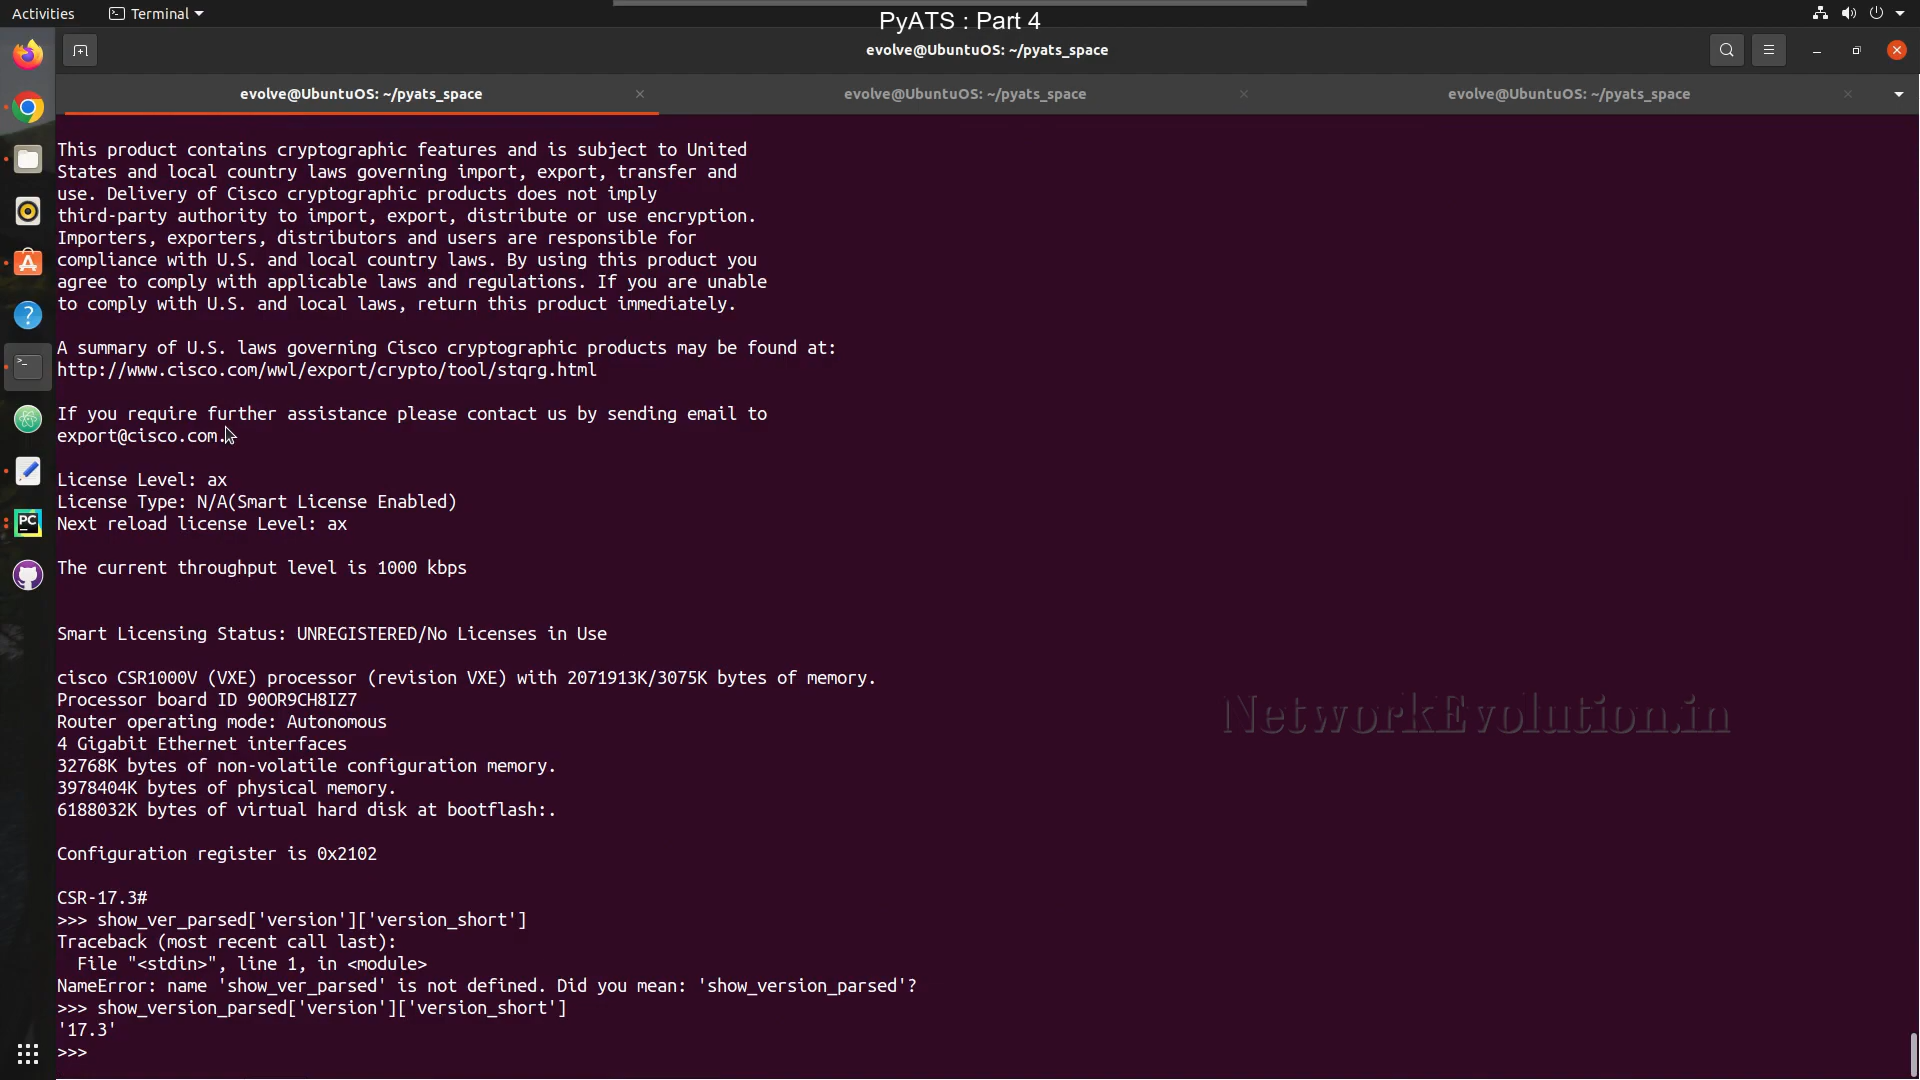 Activities
Terminal
PyATS : Part 4
evolve@UbuntuOS: ~/pyats_space
evolve@UbuntuOS: ~/pyats_space
evolve@UbuntuOS: ~/pyats_space
evolve@UbuntuOS: ~/pyats_space
This product contains cryptographic features and is subject to United
States and local country laws governing import, export, transfer and
use. Delivery of Cisco cryptographic products does not imply
third-party authority to import, export, distribute or use encryption.
Importers, exporters, distributors and users are responsible for
compliance with U.S. and local country laws. By using this product you
agree to comply with applicable laws and regulations. If you are unable
to comply with U.S. and local laws, return this product immediately.
A summary of U.S. laws governing Cisco cryptographic products may be found at:
http://www.cisco.com/wwl/export/crypto/tool/stqrg.html
If you require further assistance please contact us by sending email to
export@cisco.com.
License Level: ax
License Type: N/A(Smart License Enabled)
Next reload license Level: ax
The current throughput level is 1000 kbps
Smart Licensing Status: UNREGISTERED/No Licenses in Use
cisco CSR1000V (VXE) processor (revision VXE) with 2071913K/3075K bytes of memory.
Processor board ID 90OR9CH8IZ7
Router operating mode: Autonomous
4 Gigabit Ethernet interfaces
32768K bytes of non-volatile configuration memory.
3978404K bytes of physical memory.
6188032K bytes of virtual hard disk at bootflash:.
Configuration register is 0x2102
CSR-17.3#
>>> show_ver_parsed['version']['version_short']
Traceback (most recent call last):
File "<stdin>", line 1, in <module>
NameError: name 'show_ver_parsed' is not defined. Did you mean: 'show_version_parsed'?
>>> show_version_parsed['version']['version_short']
'17.3'
>>>
NetworkEvolution.in
PC